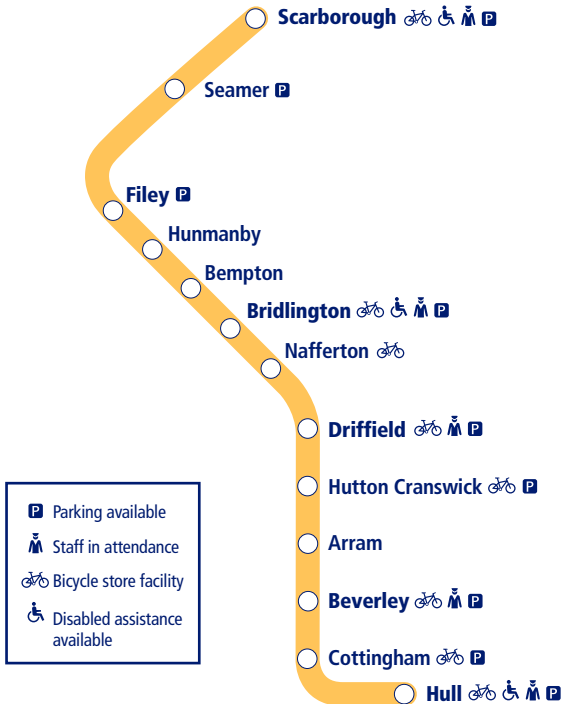 Scarborough P
Seamer P
Filey P
Hunmanby
Bempton
Bridlington P
Nafferton
Driffield P
Hutton Cranswick P
Arram
Beverley P
Cottingham P
Hull P
P Parking available
Staff in attendance
Bicycle store facility
Disabled assistance
available